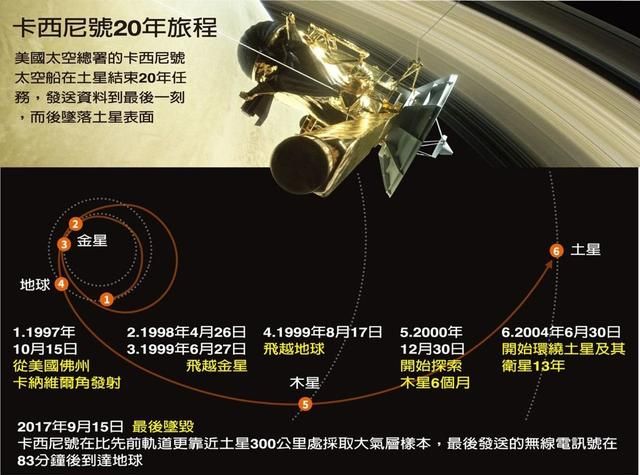 卡西尼號20年旅程
美國太空總署的卡西尼號
太空船在土星結束20年任
務，發送資料到最後一刻
，而後墜落土星表面
2
3
金星
地球
4
1
6
土星
1.1997年
10月15日
從美國佛州
卡納維爾角發射
2.1998年4月26日
3.1999年6月27日
飛越金星
4.1999年8月17日
飛越地球
5.2000年
12月30日
開始探索
木星6個月
6.2004年6月30日
開始環繞土星及其
衛星13年
木星
5
2017年9月15日 最後墜毀
卡西尼號在比先前軌道更靠近土星300公里處採取大氣層樣本，最後發送的無線電訊號在
83分鐘後到達地球